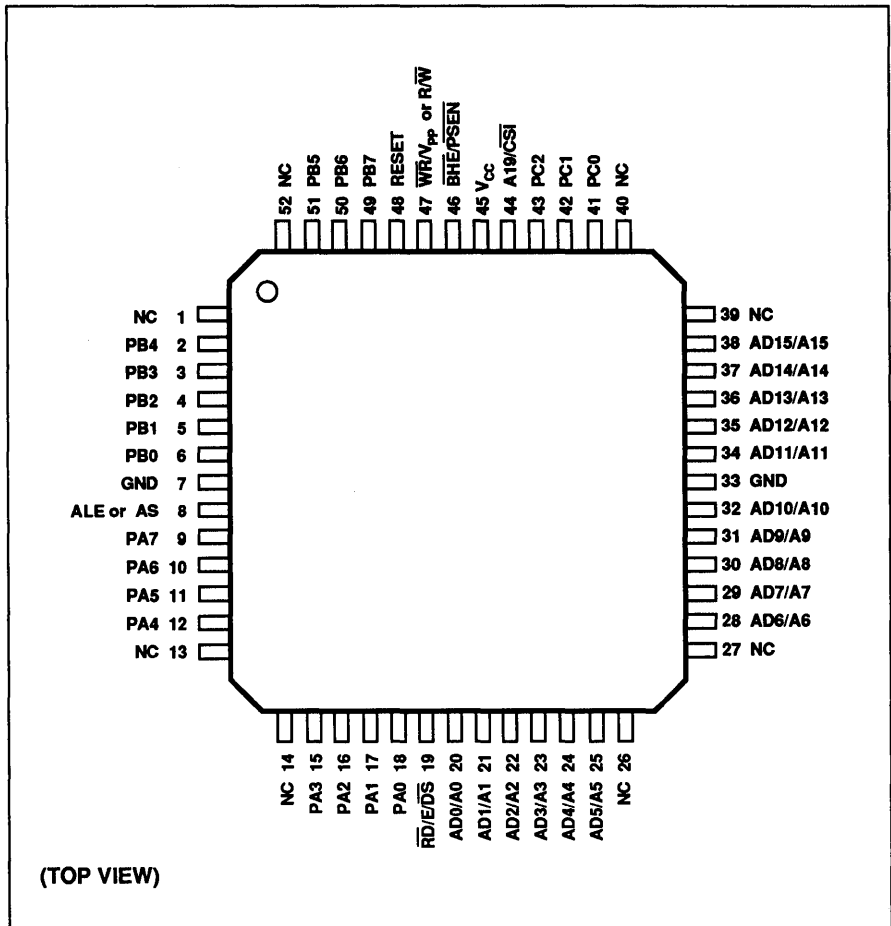 52 NC
51 PB5
50 PB6
49 PB7
48 RESET
47 W̅R̅/Vpp or R/W̅
46 B̅H̅E̅/P̅S̅E̅N̅
45 VCC
44 A19/C̅S̅I̅
43 PC2
42 PC1
41 PC0
40 NC
NC 1
PB4 2
PB3 3
PB2 4
PB1 5
PB0 6
GND 7
ALE or AS 8
PA7 9
PA6 10
PA5 11
PA4 12
NC 13
39 NC
38 AD15/A15
37 AD14/A14
36 AD13/A13
35 AD12/A12
34 AD11/A11
33 GND
32 AD10/A10
31 AD9/A9
30 AD8/A8
29 AD7/A7
28 AD6/A6
27 NC
NC 14
PA3 15
PA2 16
PA1 17
PA0 18
R̅D̅/E/D̅S̅ 19
AD0/A0 20
AD1/A1 21
AD2/A2 22
AD3/A3 23
AD4/A4 24
AD5/A5 25
NC 26
(TOP VIEW)